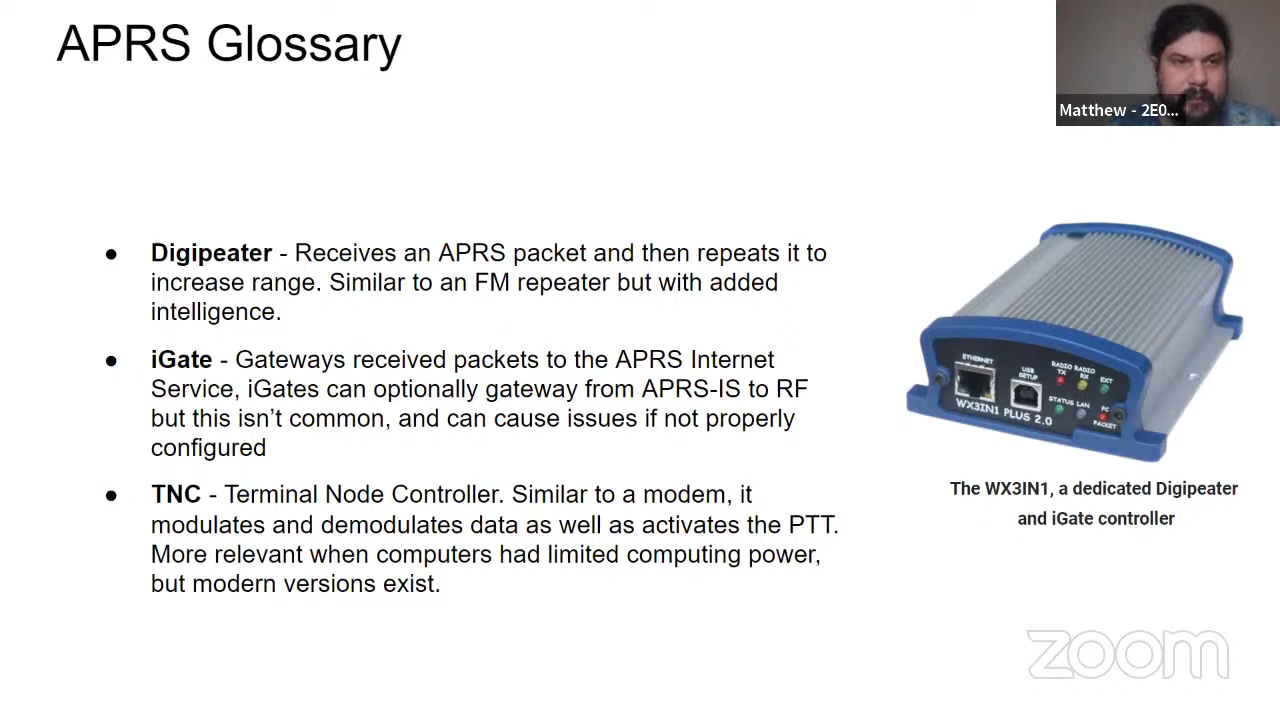 APRS Glossary
Matthew - 2E0...
● Digipeater - Receives an APRS packet and then repeats it to
increase range. Similar to an FM repeater but with added
intelligence.
● iGate - Gateways received packets to the APRS Internet
Service, iGates can optionally gateway from APRS-IS to RF
but this isn’t common, and can cause issues if not properly
configured
● TNC - Terminal Node Controller. Similar to a modem, it
modulates and demodulates data as well as activates the PTT.
More relevant when computers had limited computing power,
but modern versions exist.
ETHERNET
USB
SETUP
RADIO RADIO
TX RX EXT
STATUS LAN PC
PACKET
WX3IN1 PLUS 2.0
The WX3IN1, a dedicated Digipeater
and iGate controller
zoom